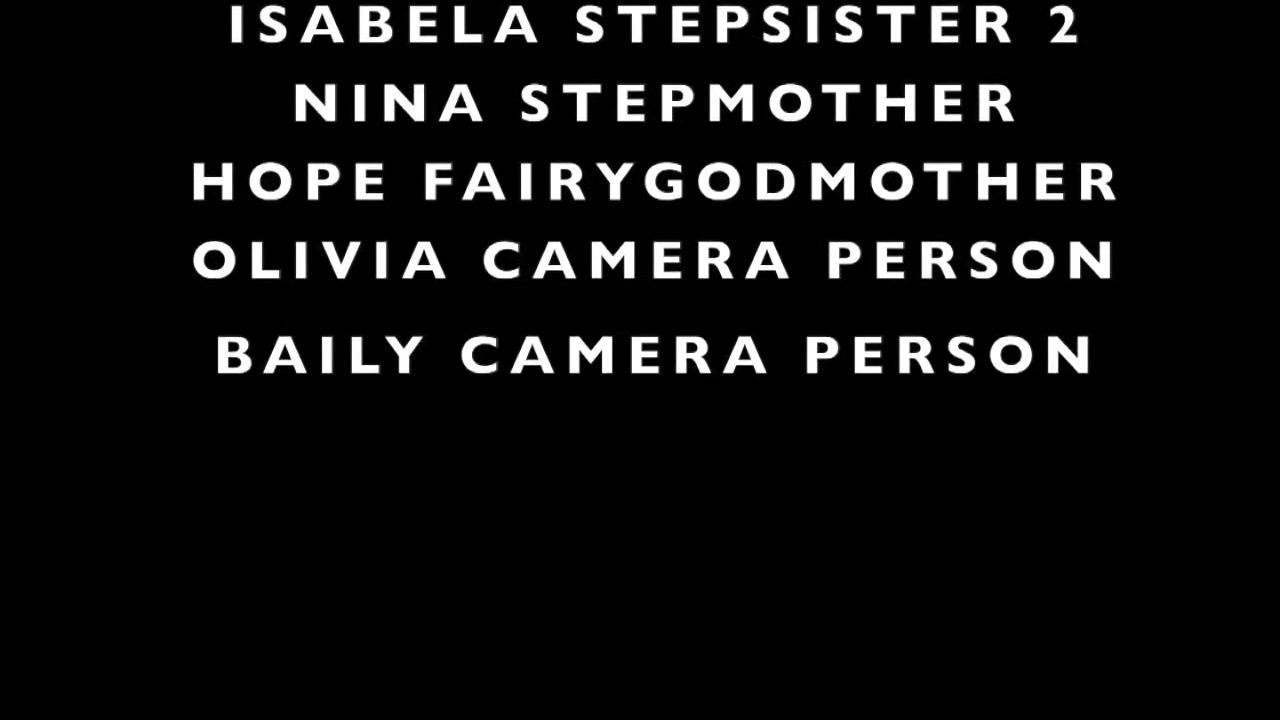 ISABELA STEPSISTER 2
NINA STEPMOTHER
HOPE FAIRYGODMOTHER
OLIVIA CAMERA PERSON
BAILY CAMERA PERSON